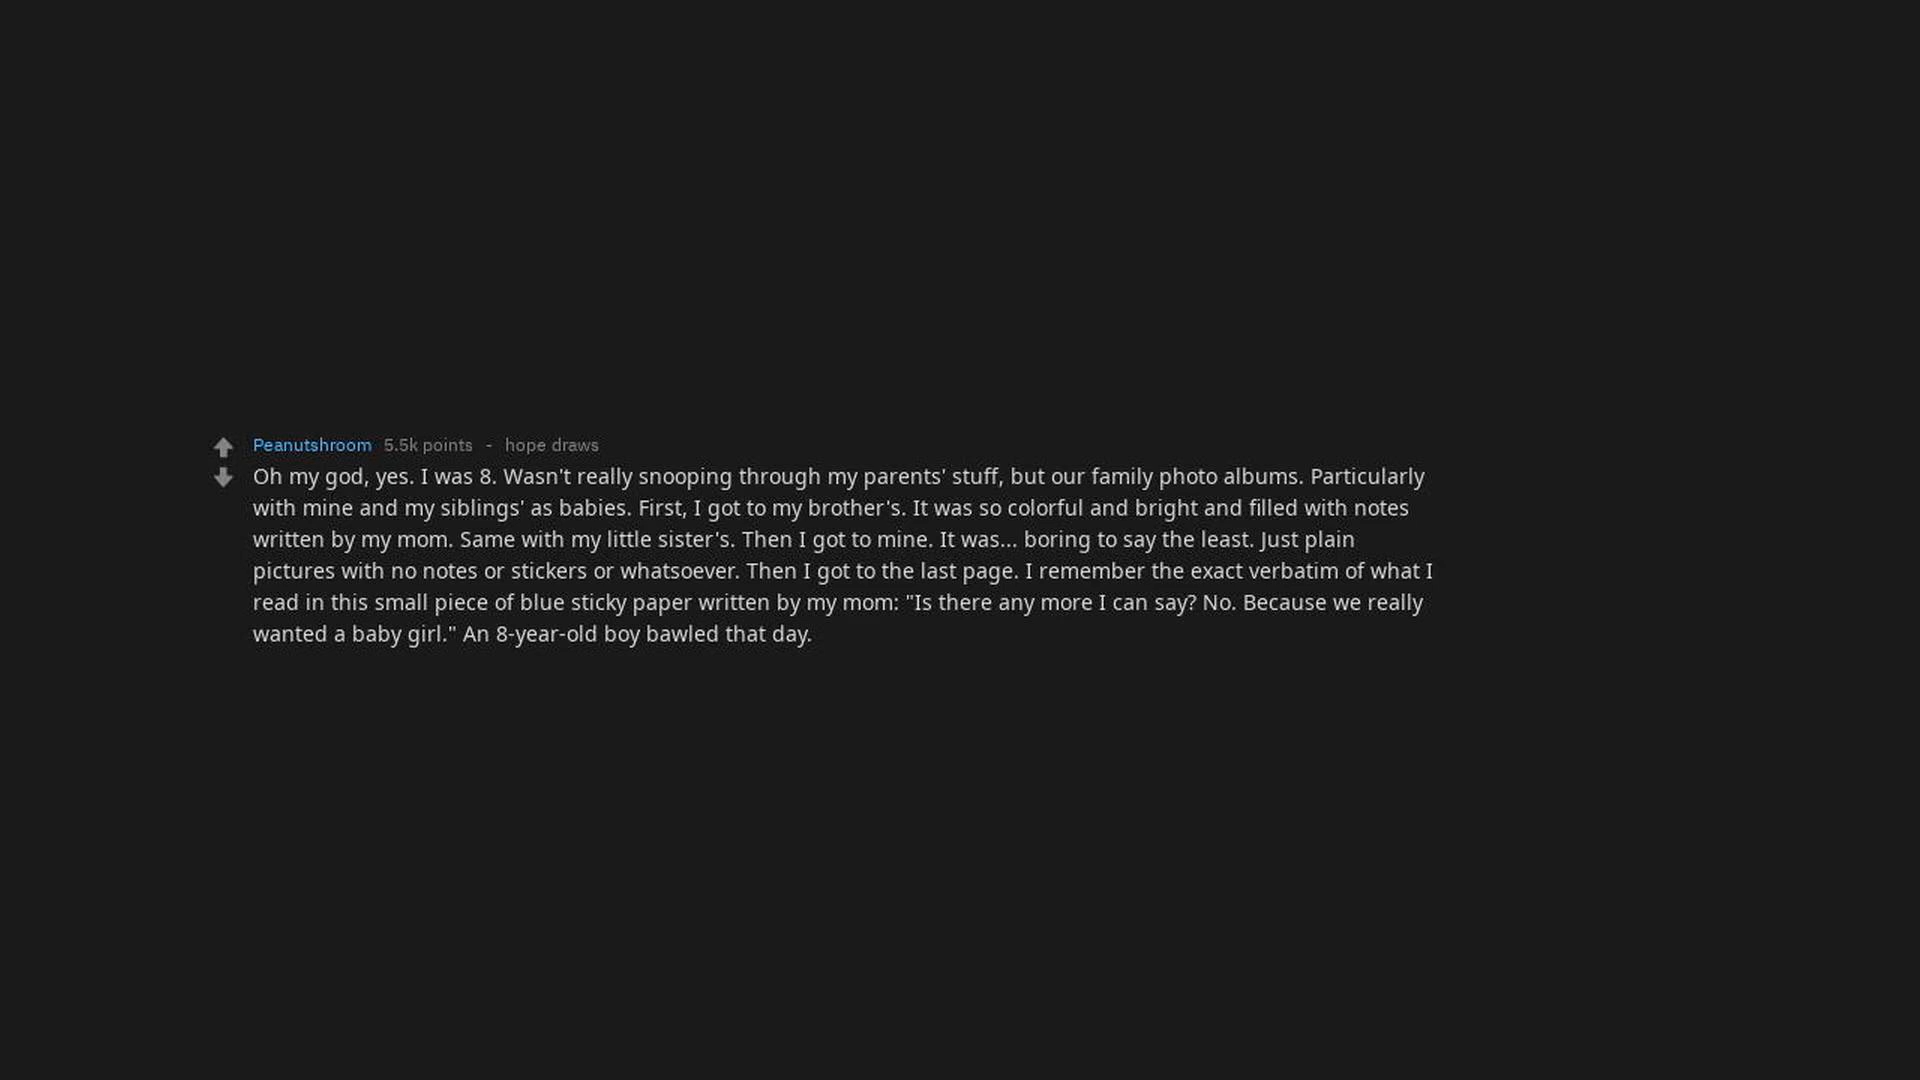 Peanutshroom 5.5k points - hope draws
Oh my god, yes. I was 8. Wasn't really snooping through my parents' stuff, but our family photo albums. Particularly
with mine and my siblings' as babies. First, I got to my brother's. It was so colorful and bright and filled with notes
written by my mom. Same with my little sister's. Then I got to mine. It was... boring to say the least. Just plain
pictures with no notes or stickers or whatsoever. Then I got to the last page. I remember the exact verbatim of what I
read in this small piece of blue sticky paper written by my mom: "Is there any more I can say? No. Because we really
wanted a baby girl." An 8-year-old boy bawled that day.